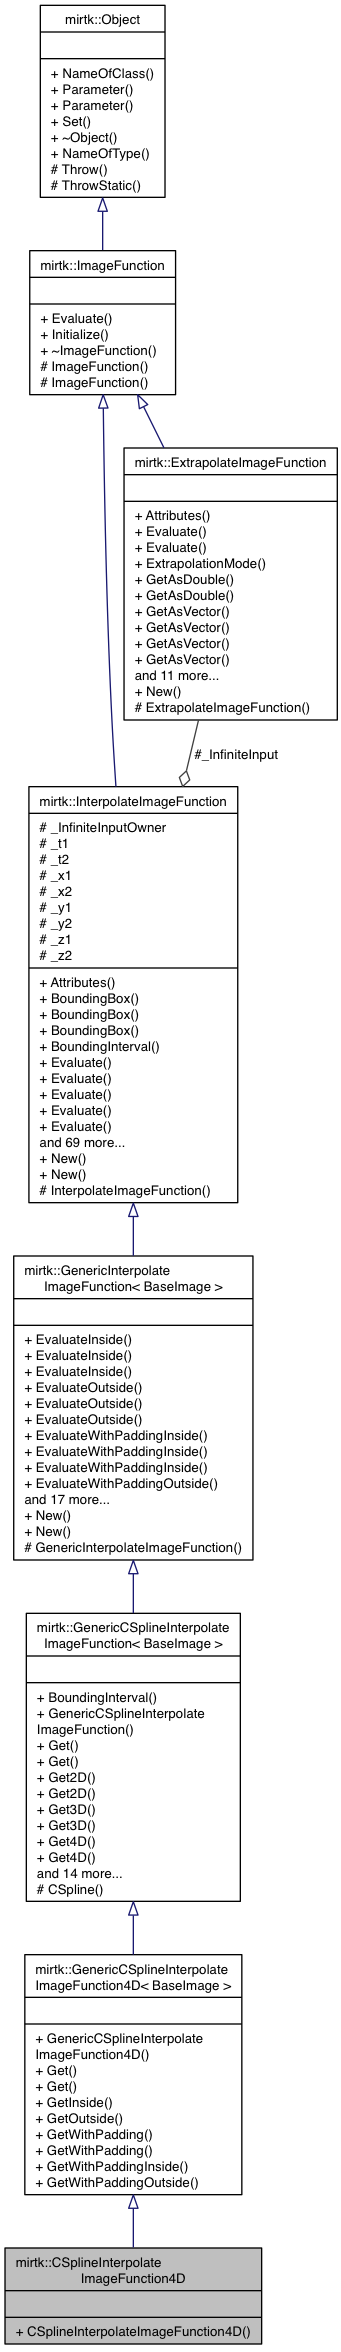 mirtk::Object
+ NameOfClass()
+ Parameter()
+ Parameter()
+ Set()
+ ~Object()
+ NameOfType()
# Throw()
# ThrowStatic()
mirtk::ImageFunction
+ Evaluate()
+ Initialize()
+ ~ImageFunction()
# ImageFunction()
# ImageFunction()
mirtk::ExtrapolateImageFunction
+ Attributes()
+ Evaluate()
+ Evaluate()
+ ExtrapolationMode()
+ GetAsDouble()
+ GetAsDouble()
+ GetAsVector()
+ GetAsVector()
+ GetAsVector()
+ GetAsVector()
and 11 more...
+ New()
# ExtrapolateImageFunction()
#_InfiniteInput
mirtk::InterpolateImageFunction
# _InfiniteInputOwner
# _t1
# _t2
# _x1
# _x2
# _y1
# _y2
# _z1
# _z2
+ Attributes()
+ BoundingBox()
+ BoundingBox()
+ BoundingBox()
+ BoundingInterval()
+ Evaluate()
+ Evaluate()
+ Evaluate()
+ Evaluate()
+ Evaluate()
and 69 more...
+ New()
+ New()
# InterpolateImageFunction()
mirtk::GenericInterpolate
ImageFunction< BaseImage >
+ EvaluateInside()
+ EvaluateInside()
+ EvaluateInside()
+ EvaluateOutside()
+ EvaluateOutside()
+ EvaluateOutside()
+ EvaluateWithPaddingInside()
+ EvaluateWithPaddingInside()
+ EvaluateWithPaddingInside()
+ EvaluateWithPaddingOutside()
and 17 more...
+ New()
+ New()
# GenericInterpolateImageFunction()
mirtk::GenericCSplineInterpolate
ImageFunction< BaseImage >
+ BoundingInterval()
+ GenericCSplineInterpolate
ImageFunction()
+ Get()
+ Get()
+ Get2D()
+ Get2D()
+ Get3D()
+ Get3D()
+ Get4D()
+ Get4D()
and 14 more...
# CSpline()
mirtk::GenericCSplineInterpolate
ImageFunction4D< BaseImage >
+ GenericCSplineInterpolate
ImageFunction4D()
+ Get()
+ Get()
+ GetInside()
+ GetOutside()
+ GetWithPadding()
+ GetWithPadding()
+ GetWithPaddingInside()
+ GetWithPaddingOutside()
mirtk::CSplineInterpolate
ImageFunction4D
+ CSplineInterpolateImageFunction4D()